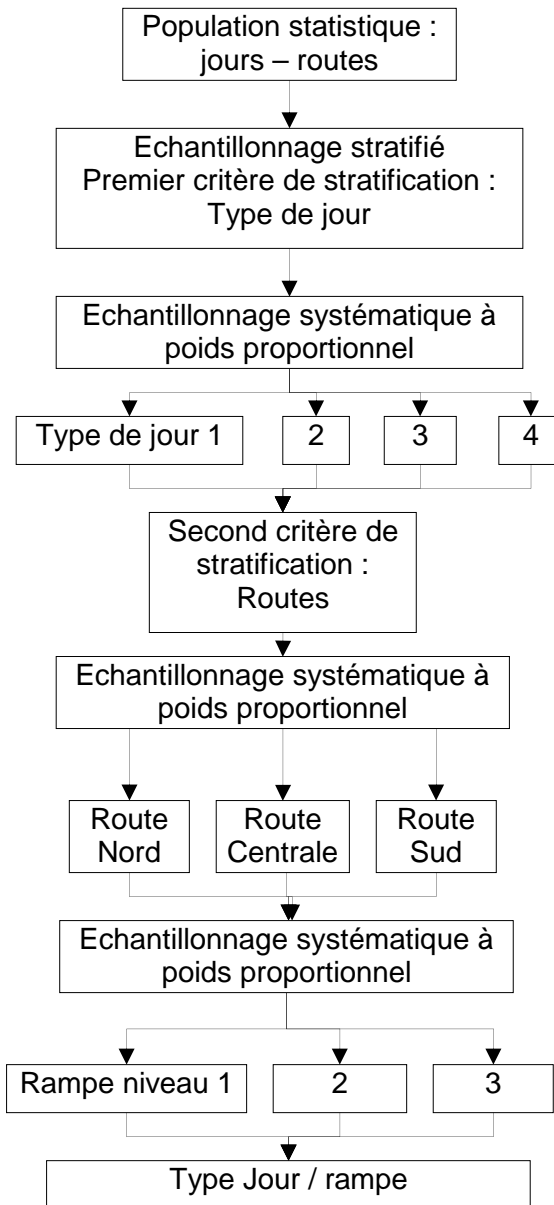 Population statistique :
jours – routes
Echantillonnage stratifié
Premier critère de stratification :
Type de jour
Echantillonnage systématique à
poids proportionnel
Type de jour 1
2
3
4
Second critère de
stratification :
Routes
Echantillonnage systématique à
poids proportionnel
Route
Nord
Route
Centrale
Route
Sud
Echantillonnage systématique à
poids proportionnel
Rampe niveau 1
2
3
Type Jour / rampe